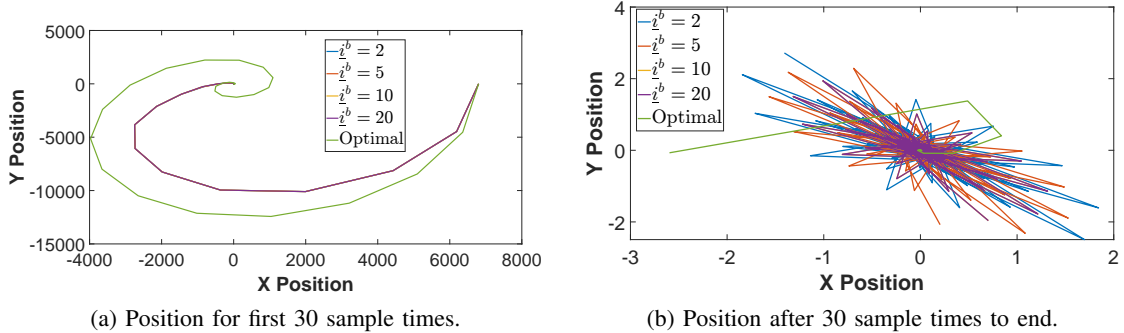 5000
0
-5000
-10000
-15000
Y Position
-4000 -2000 0 2000 4000 6000 8000
X Position
i^b = 2
i^b = 5
i^b = 10
i^b = 20
Optimal
(a) Position for first 30 sample times.
4
2
0
-2
Y Position
-3 -2 -1 0 1 2
X Position
i^b = 2
i^b = 5
i^b = 10
i^b = 20
Optimal
(b) Position after 30 sample times to end.